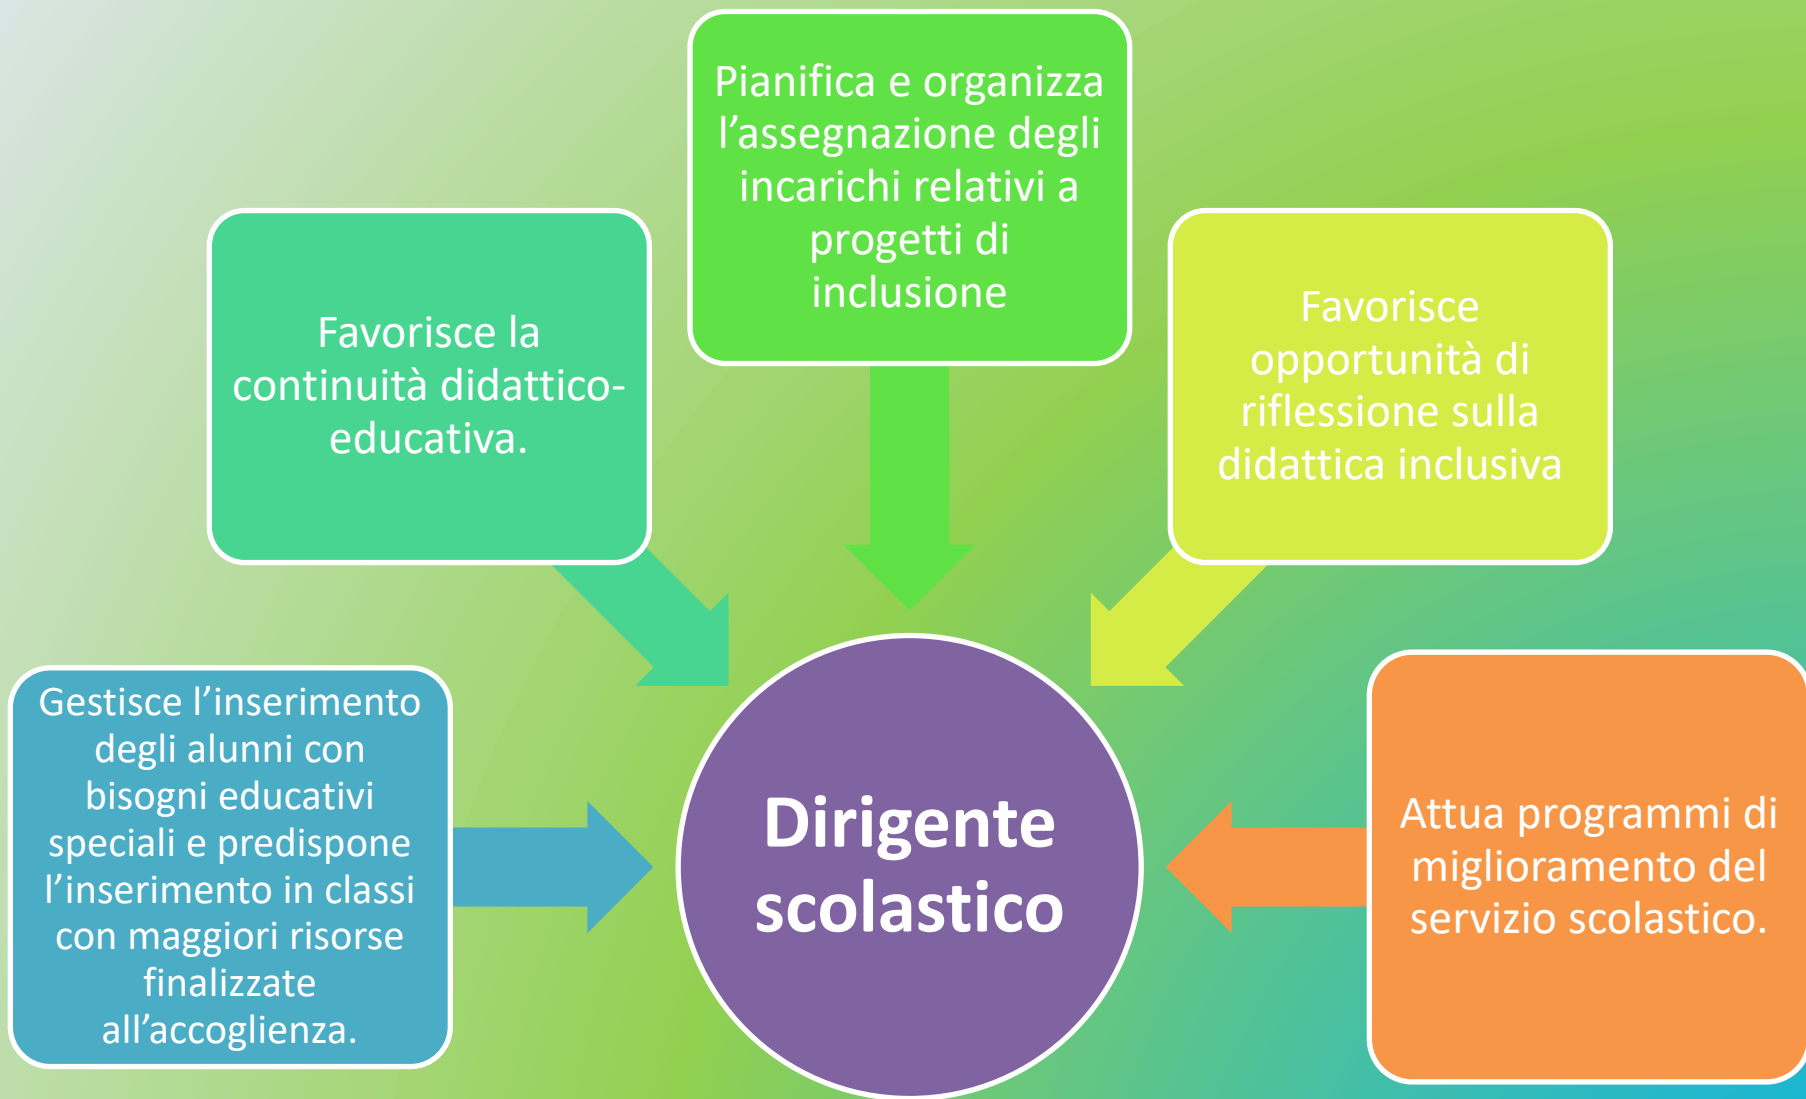 Pianifica e organizza
l’assegnazione degli
incarichi relativi a
progetti di
inclusione
Favorisce la
continuità didattico-
educativa.
Favorisce
opportunità di
riflessione sulla
didattica inclusiva
Gestisce l’inserimento
degli alunni con
bisogni educativi
speciali e predispone
l’inserimento in classi
con maggiori risorse
finalizzate
all’accoglienza.
Dirigente
scolastico
Attua programmi di
miglioramento del
servizio scolastico.